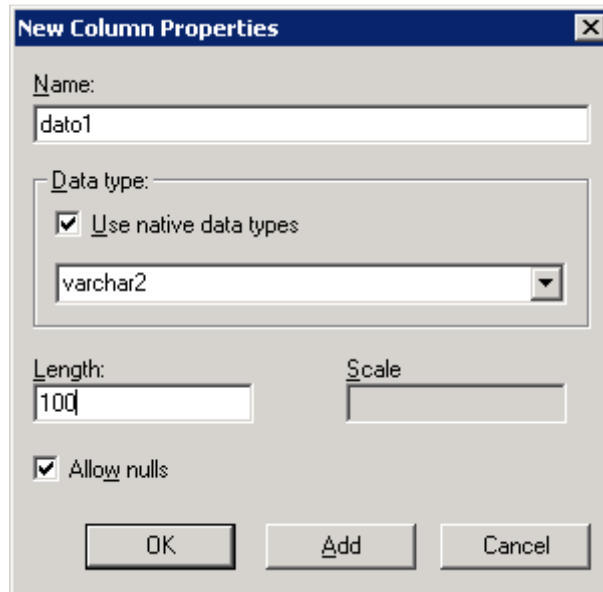 New Column Properties
Name:
dato1
Data type:
Use native data types
varchar2
Length:
Scale
100
Allow nulls
OK
Add
Cancel